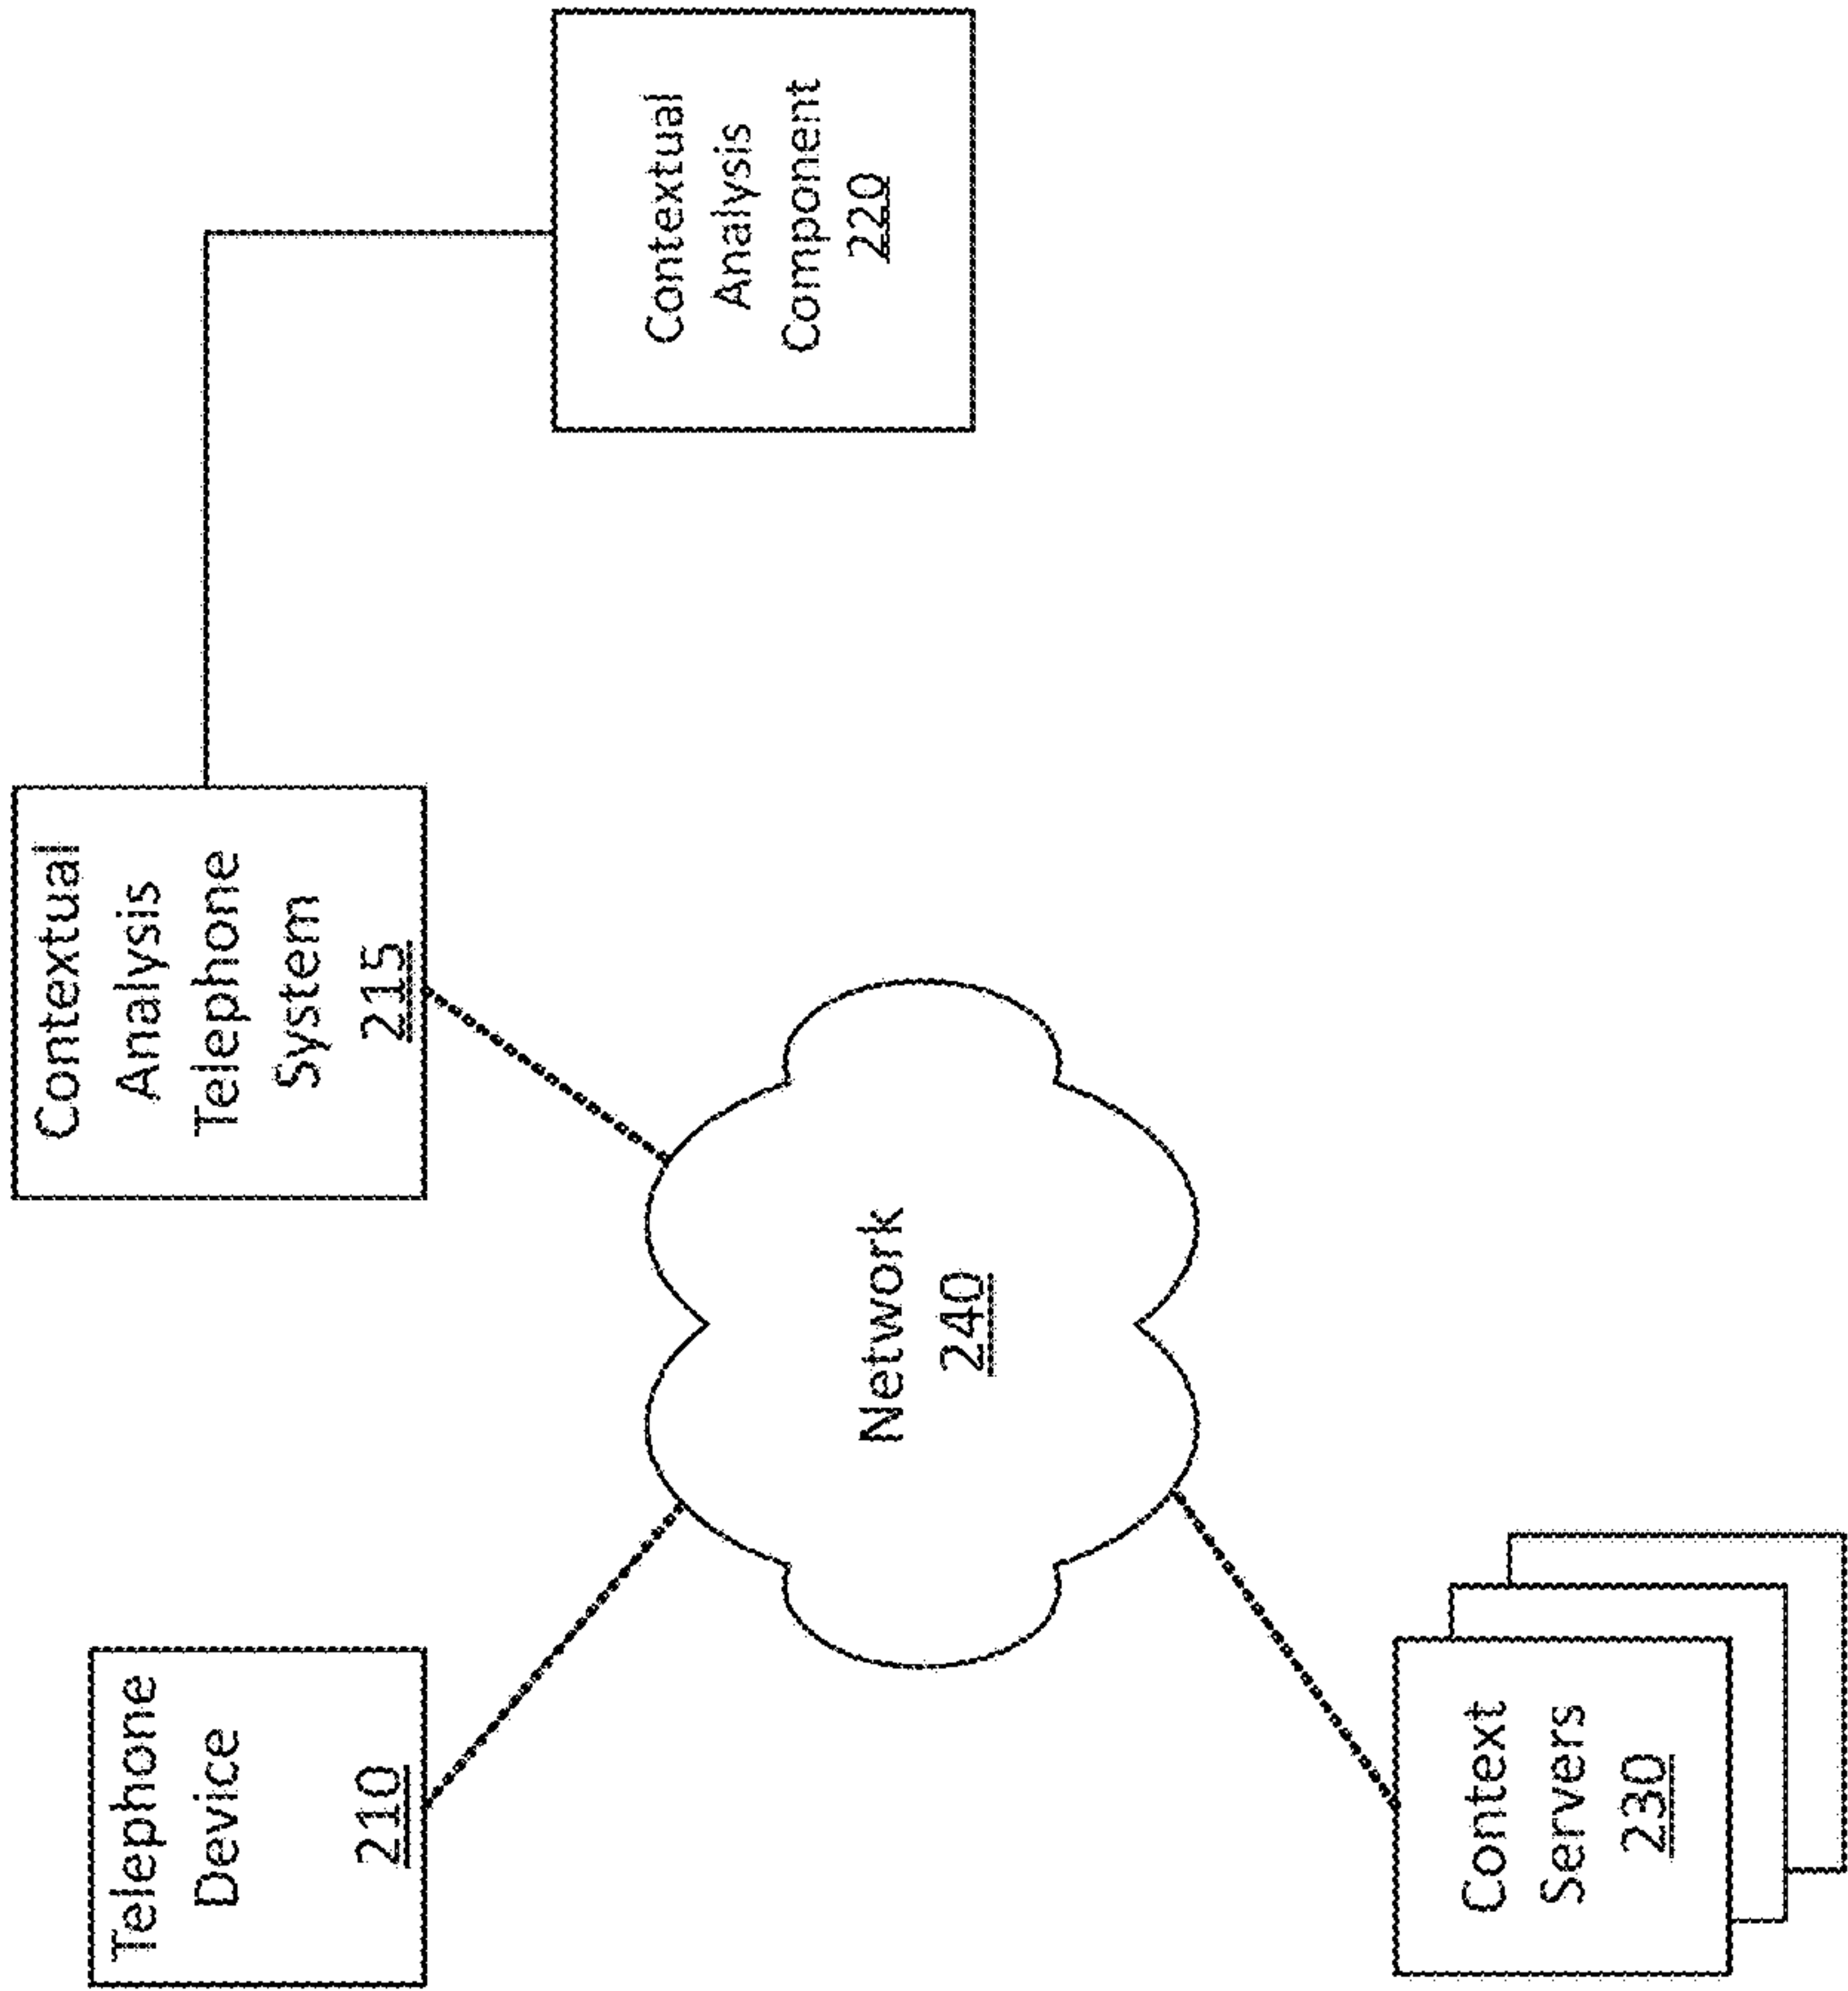 Telephone
Device
210
Contextual
Analysis
Telephone
System
215
Contextual
Analysis
Component
220
Network
240
Context
Servers
230